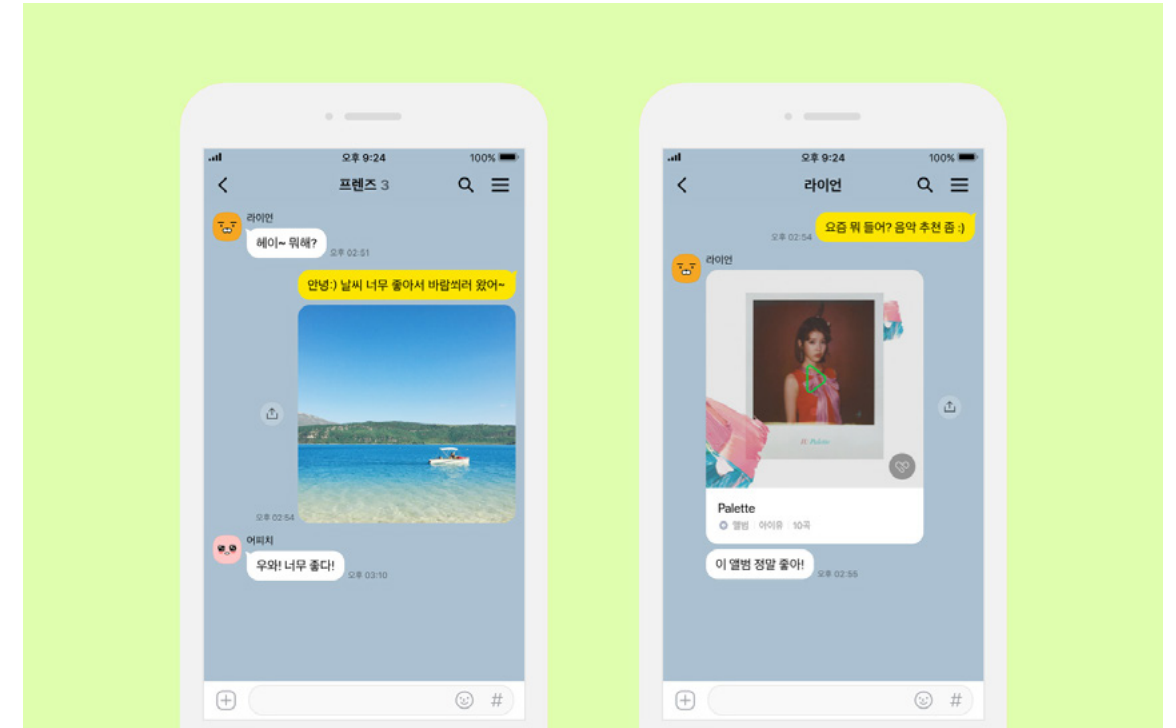 오후 9:24
100%
프렌즈 3
라이언
헤이~ 뭐해?
오후 02:51
안녕:) 날씨 너무 좋아서 바람쐬러 왔어~
오후 02:54
어피치
우와! 너무 좋다!
오후 03:10
#
오후 9:24
100%
라이언
요즘 뭐 들어? 음악 추천 좀 :)
오후 02:54
라이언
Palette
Palette
앨범 아이유 10곡
이 앨범 정말 좋아!
오후 02:55
#